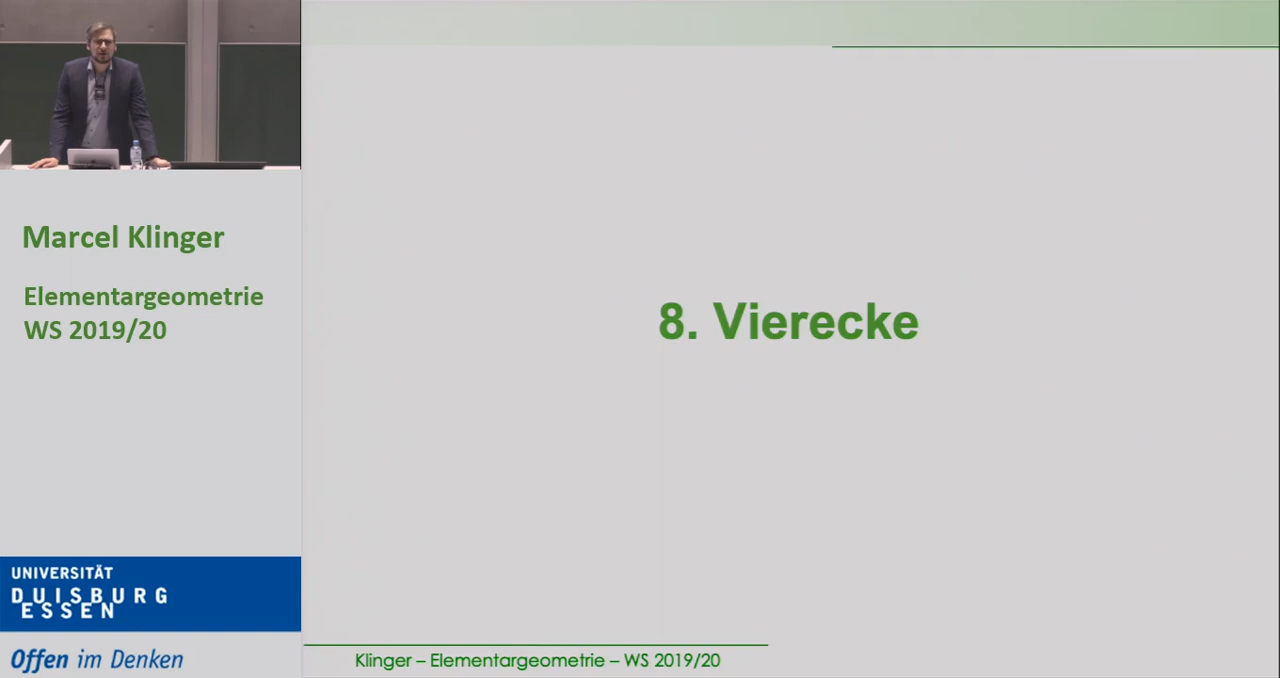 Marcel Klinger
Elementargeometrie
WS 2019/20
8. Vierecke
UNIVERSITÄT
DUISBURG
ESSEN
Offen im Denken
Klinger – Elementargeometrie – WS 2019/20